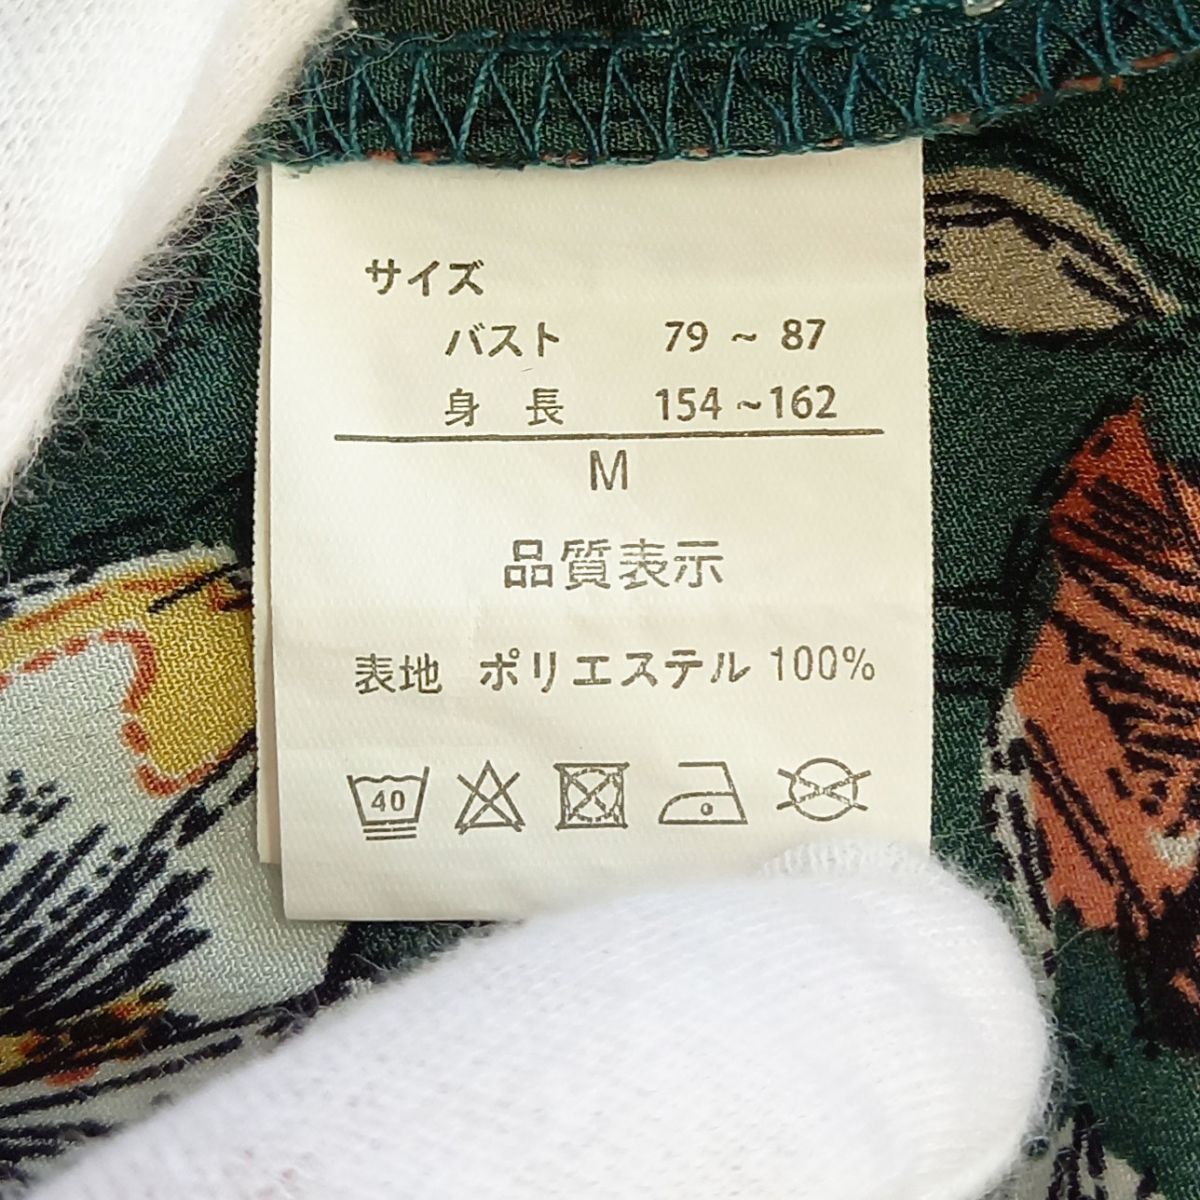 サイズ
バスト 79 ~ 87
身 長 154 ~162
M
品質表示
表地 ポリエステル 100%
40